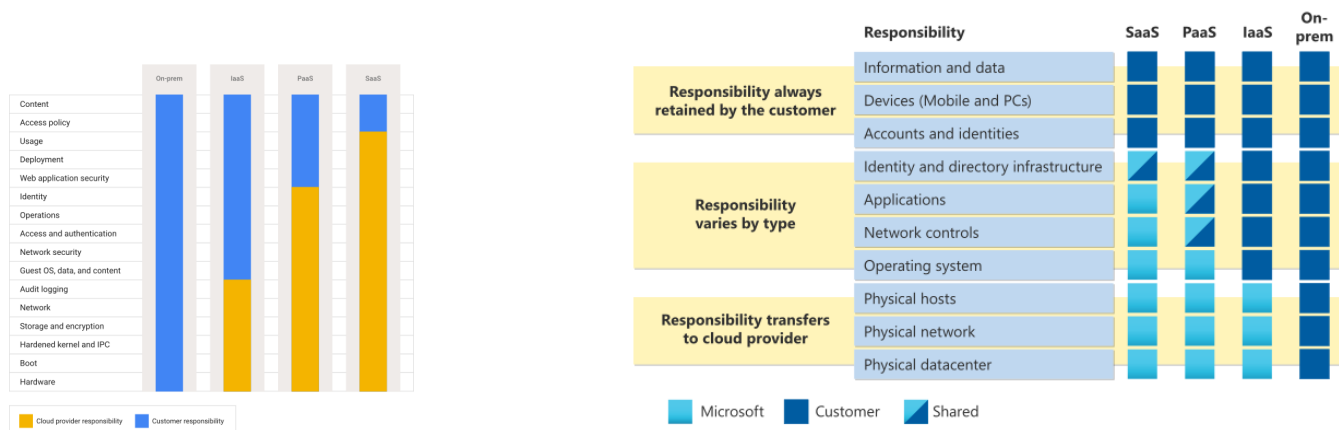 On-prem IaaS PaaS SaaS
Content
Access policy
Usage
Deployment
Web application security
Identity
Operations
Access and authentication
Network security
Guest OS, data, and content
Audit logging
Network
Storage and encryption
Hardened kernel and IPC
Boot
Hardware
Cloud provider responsibility Customer responsibility
Responsibility SaaS PaaS IaaS On-
prem
Responsibility always
retained by the customer
Information and data
Devices (Mobile and PCs)
Accounts and identities
Responsibility
varies by type
Identity and directory infrastructure
Applications
Network controls
Operating system
Responsibility transfers
to cloud provider
Physical hosts
Physical network
Physical datacenter
Microsoft Customer Shared